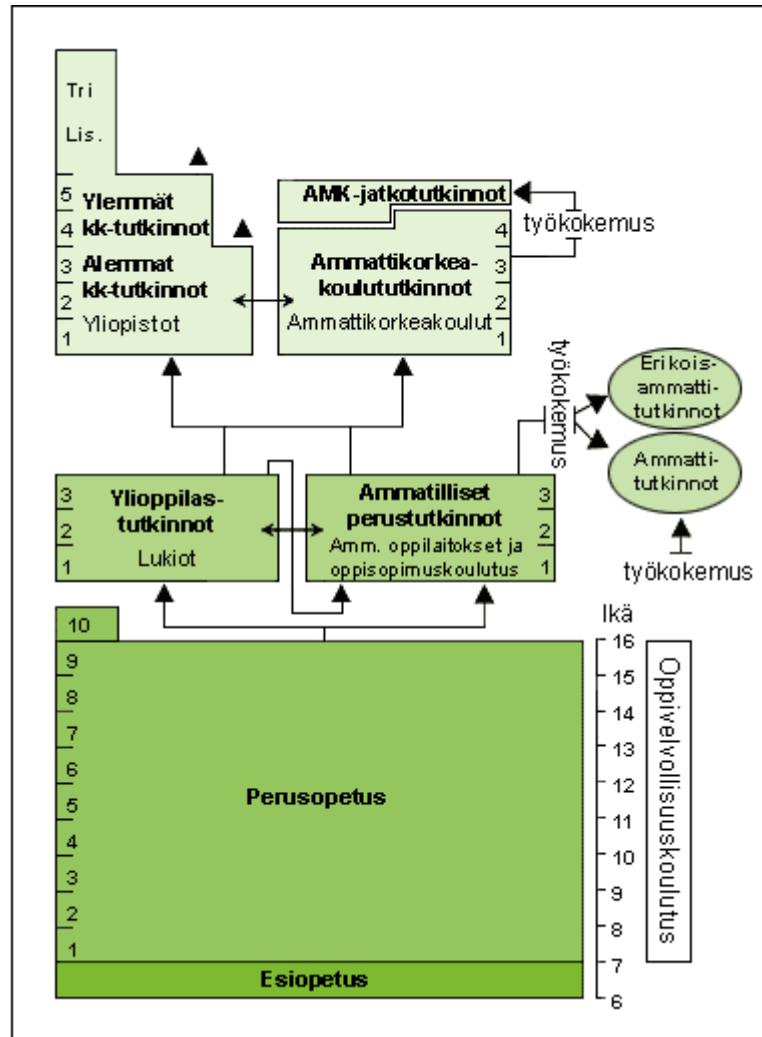 Tri
Lis.
5
4
3
2
1
Ylemmät
kk-tutkinnot
Alemmat
kk-tutkinnot
Yliopistot
AMK-jatkotutkinnot
työkokemus
4
3
2
1
Ammattikorkea-
koulututkinnot
Ammattikorkeakoulut
työkokemus
Erikois-
ammatti-
tutkinnot
Ammatti-
tutkinnot
työkokemus
3
2
1
Ylioppilas-
tutkinnot
Lukiot
Ammatilliset
perustutkinnot
Amm. oppilaitokset ja
oppisopimuskoulutus
3
2
1
10
9
8
7
6
5
4
3
2
1
Perusopetus
Esiopetus
Ikä
16
15
14
13
12
11
10
9
8
7
6
Oppivelvollisuuskoulutus